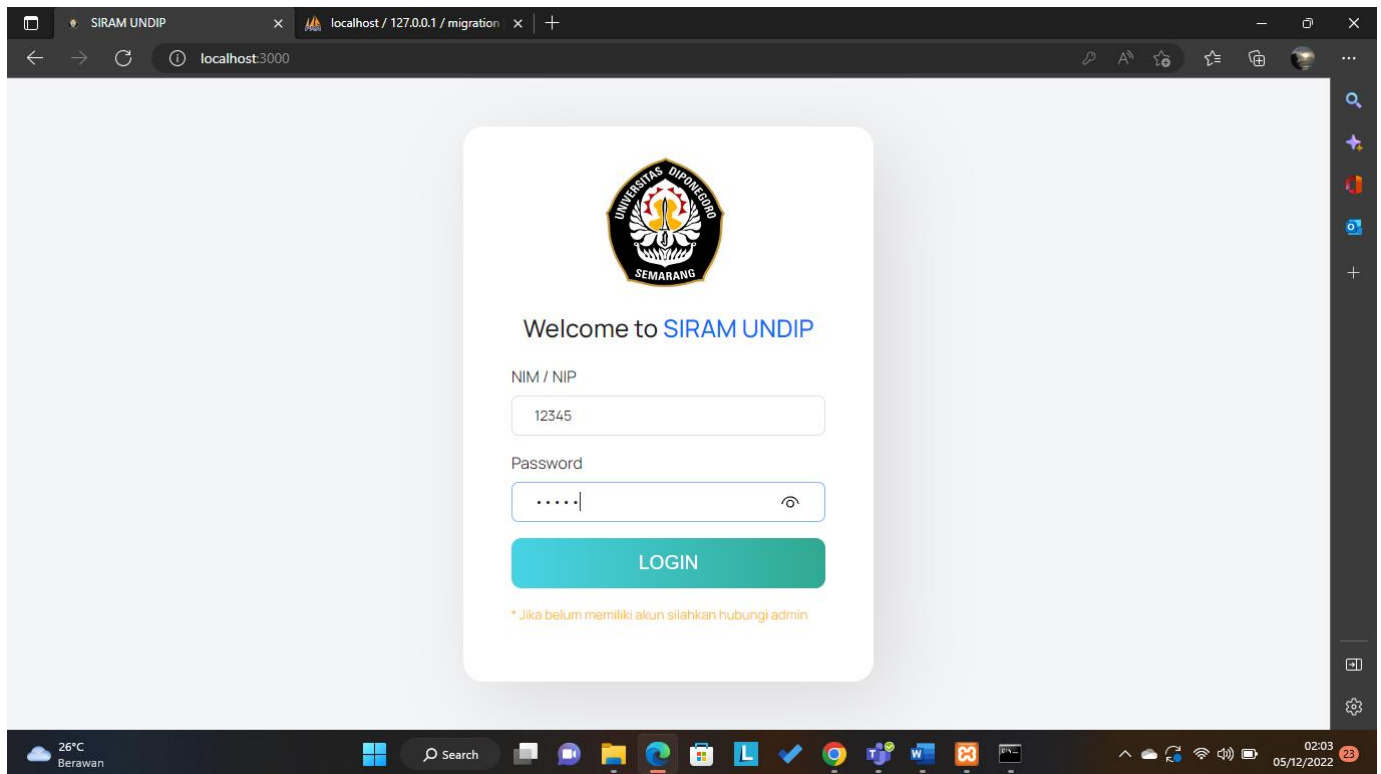 SIRAM UNDIP
localhost / 127.0.0.1 / migration
localhost:3000
UNIVERSITAS DIPONEGORO
SEMARANG
Welcome to SIRAM UNDIP
NIM / NIP
12345
Password
•••••
LOGIN
* Jika belum memiliki akun silahkan hubungi admin
26°C
Berawan
Search
02:03
05/12/2022
23